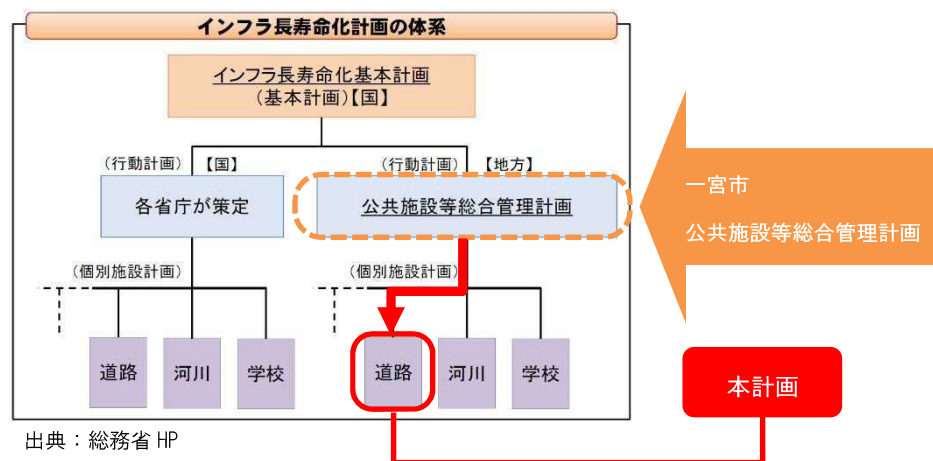 インフラ長寿命化計画の体系
インフラ長寿命化基本計画
(基本計画)【国】
(行動計画) 【国】
(行動計画) 【地方】
各省庁が策定
公共施設等総合管理計画
一宮市
公共施設等総合管理計画
(個別施設計画)
(個別施設計画)
道路
河川
学校
道路
河川
学校
本計画
出典：総務省 HP